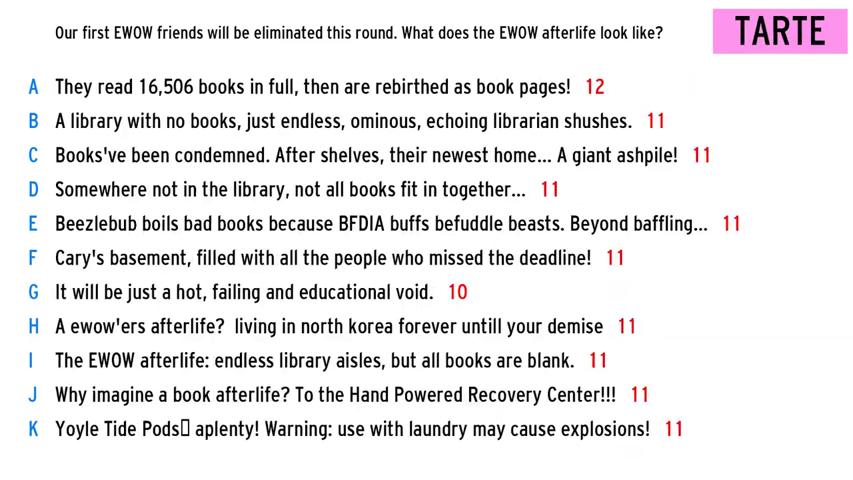 Our first EWOW friends will be eliminated this round. What does the EWOW afterlife look like?
TARTE
A They read 16,506 books in full, then are rebirthed as book pages! 12
B A library with no books, just endless, ominous, echoing librarian shushes. 11
C Books've been condemned. After shelves, their newest home... A giant ashpile! 11
D Somewhere not in the library, not all books fit in together... 11
E Beezlebub boils bad books because BFDIA buffs befuddle beasts. Beyond baffling... 11
F Cary's basement, filled with all the people who missed the deadline! 11
G It will be just a hot, failing and educational void. 10
H A ewow'ers afterlife?  living in north korea forever untill your demise 11
I The EWOW afterlife: endless library aisles, but all books are blank. 11
J Why imagine a book afterlife? To the Hand Powered Recovery Center!!! 11
K Yoyle Tide Pods▯ aplenty! Warning: use with laundry may cause explosions! 11